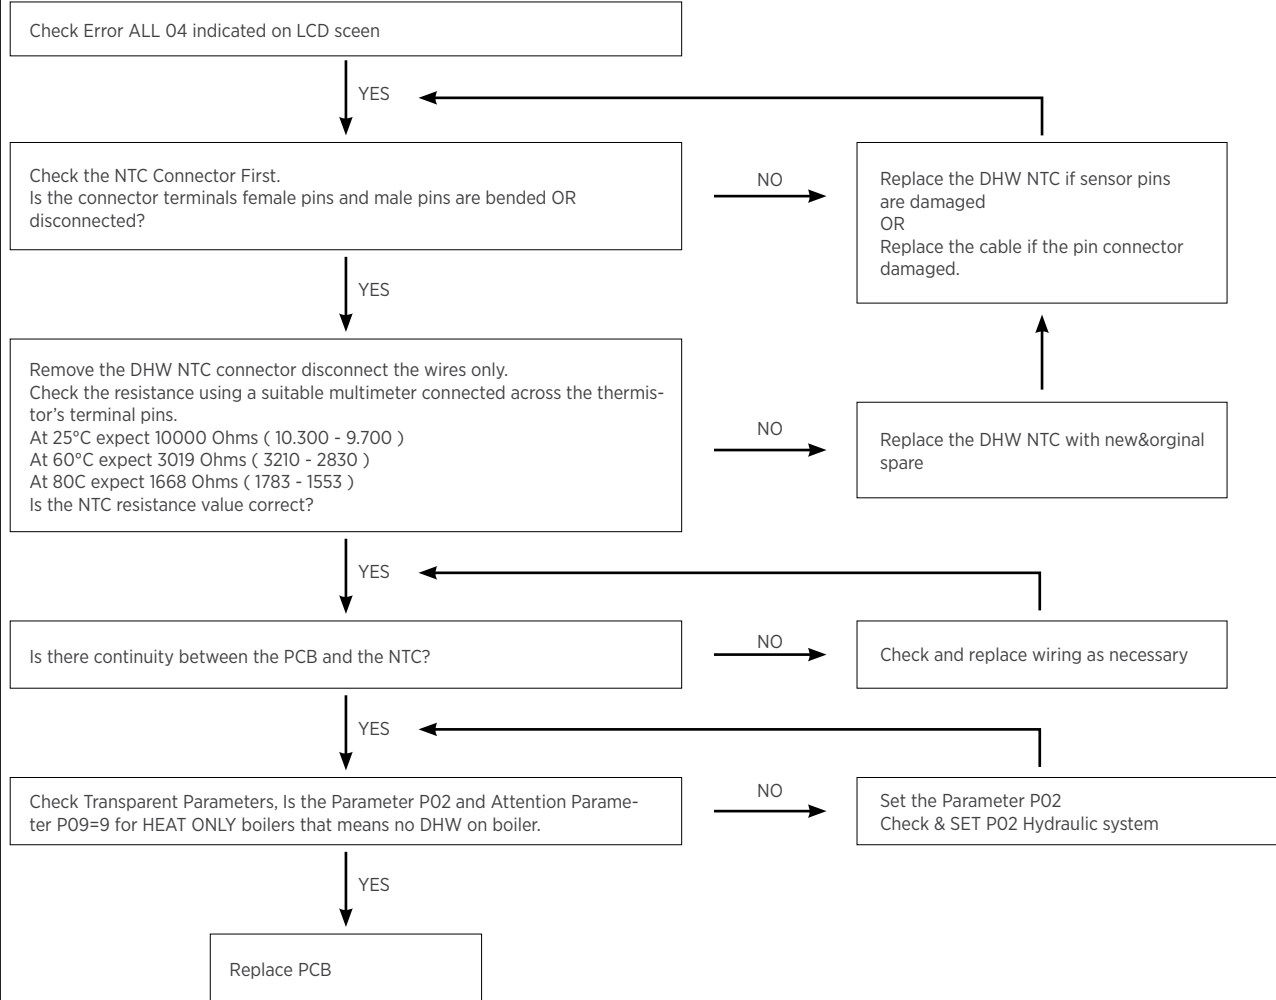 Check Error ALL 04 indicated on LCD sceen
YES
Check the NTC Connector First.
Is the connector terminals female pins and male pins are bended OR
disconnected?
NO
Replace the DHW NTC if sensor pins
are damaged
OR
Replace the cable if the pin connector
damaged.
YES
Remove the DHW NTC connector disconnect the wires only.
Check the resistance using a suitable multimeter connected across the thermis-
tor’s terminal pins.
At 25°C expect 10000 Ohms ( 10.300 - 9.700 )
At 60°C expect 3019 Ohms ( 3210 - 2830 )
At 80C expect 1668 Ohms ( 1783 - 1553 )
Is the NTC resistance value correct?
NO
Replace the DHW NTC with new&orginal
spare
YES
Is there continuity between the PCB and the NTC?
NO
Check and replace wiring as necessary
YES
Check Transparent Parameters, Is the Parameter P02 and Attention Parame-
ter P09=9 for HEAT ONLY boilers that means no DHW on boiler.
NO
Set the Parameter P02
Check & SET P02 Hydraulic system
YES
Replace PCB